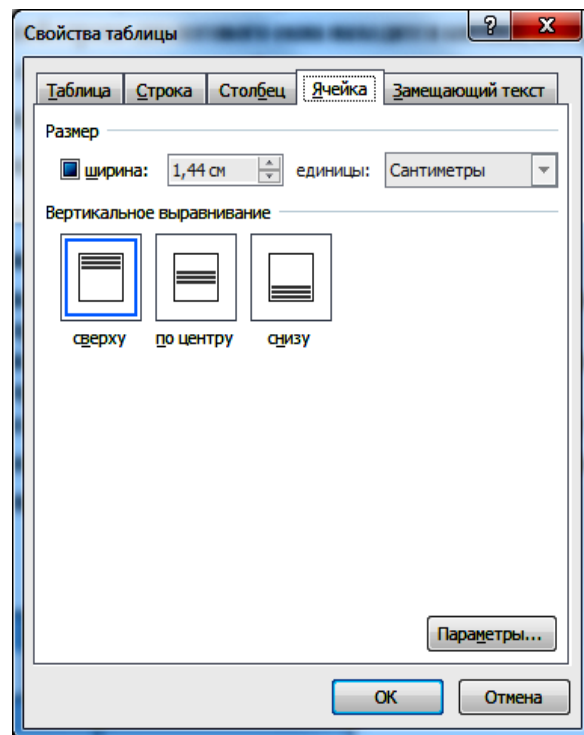 Свойства таблицы
Таблица Строка Столбец Ячейка Замещающий текст
Размер
ширина: 1,44 см единицы: Сантиметры
Вертикальное выравнивание
сверху по центру снизу
Параметры...
ОК Отмена